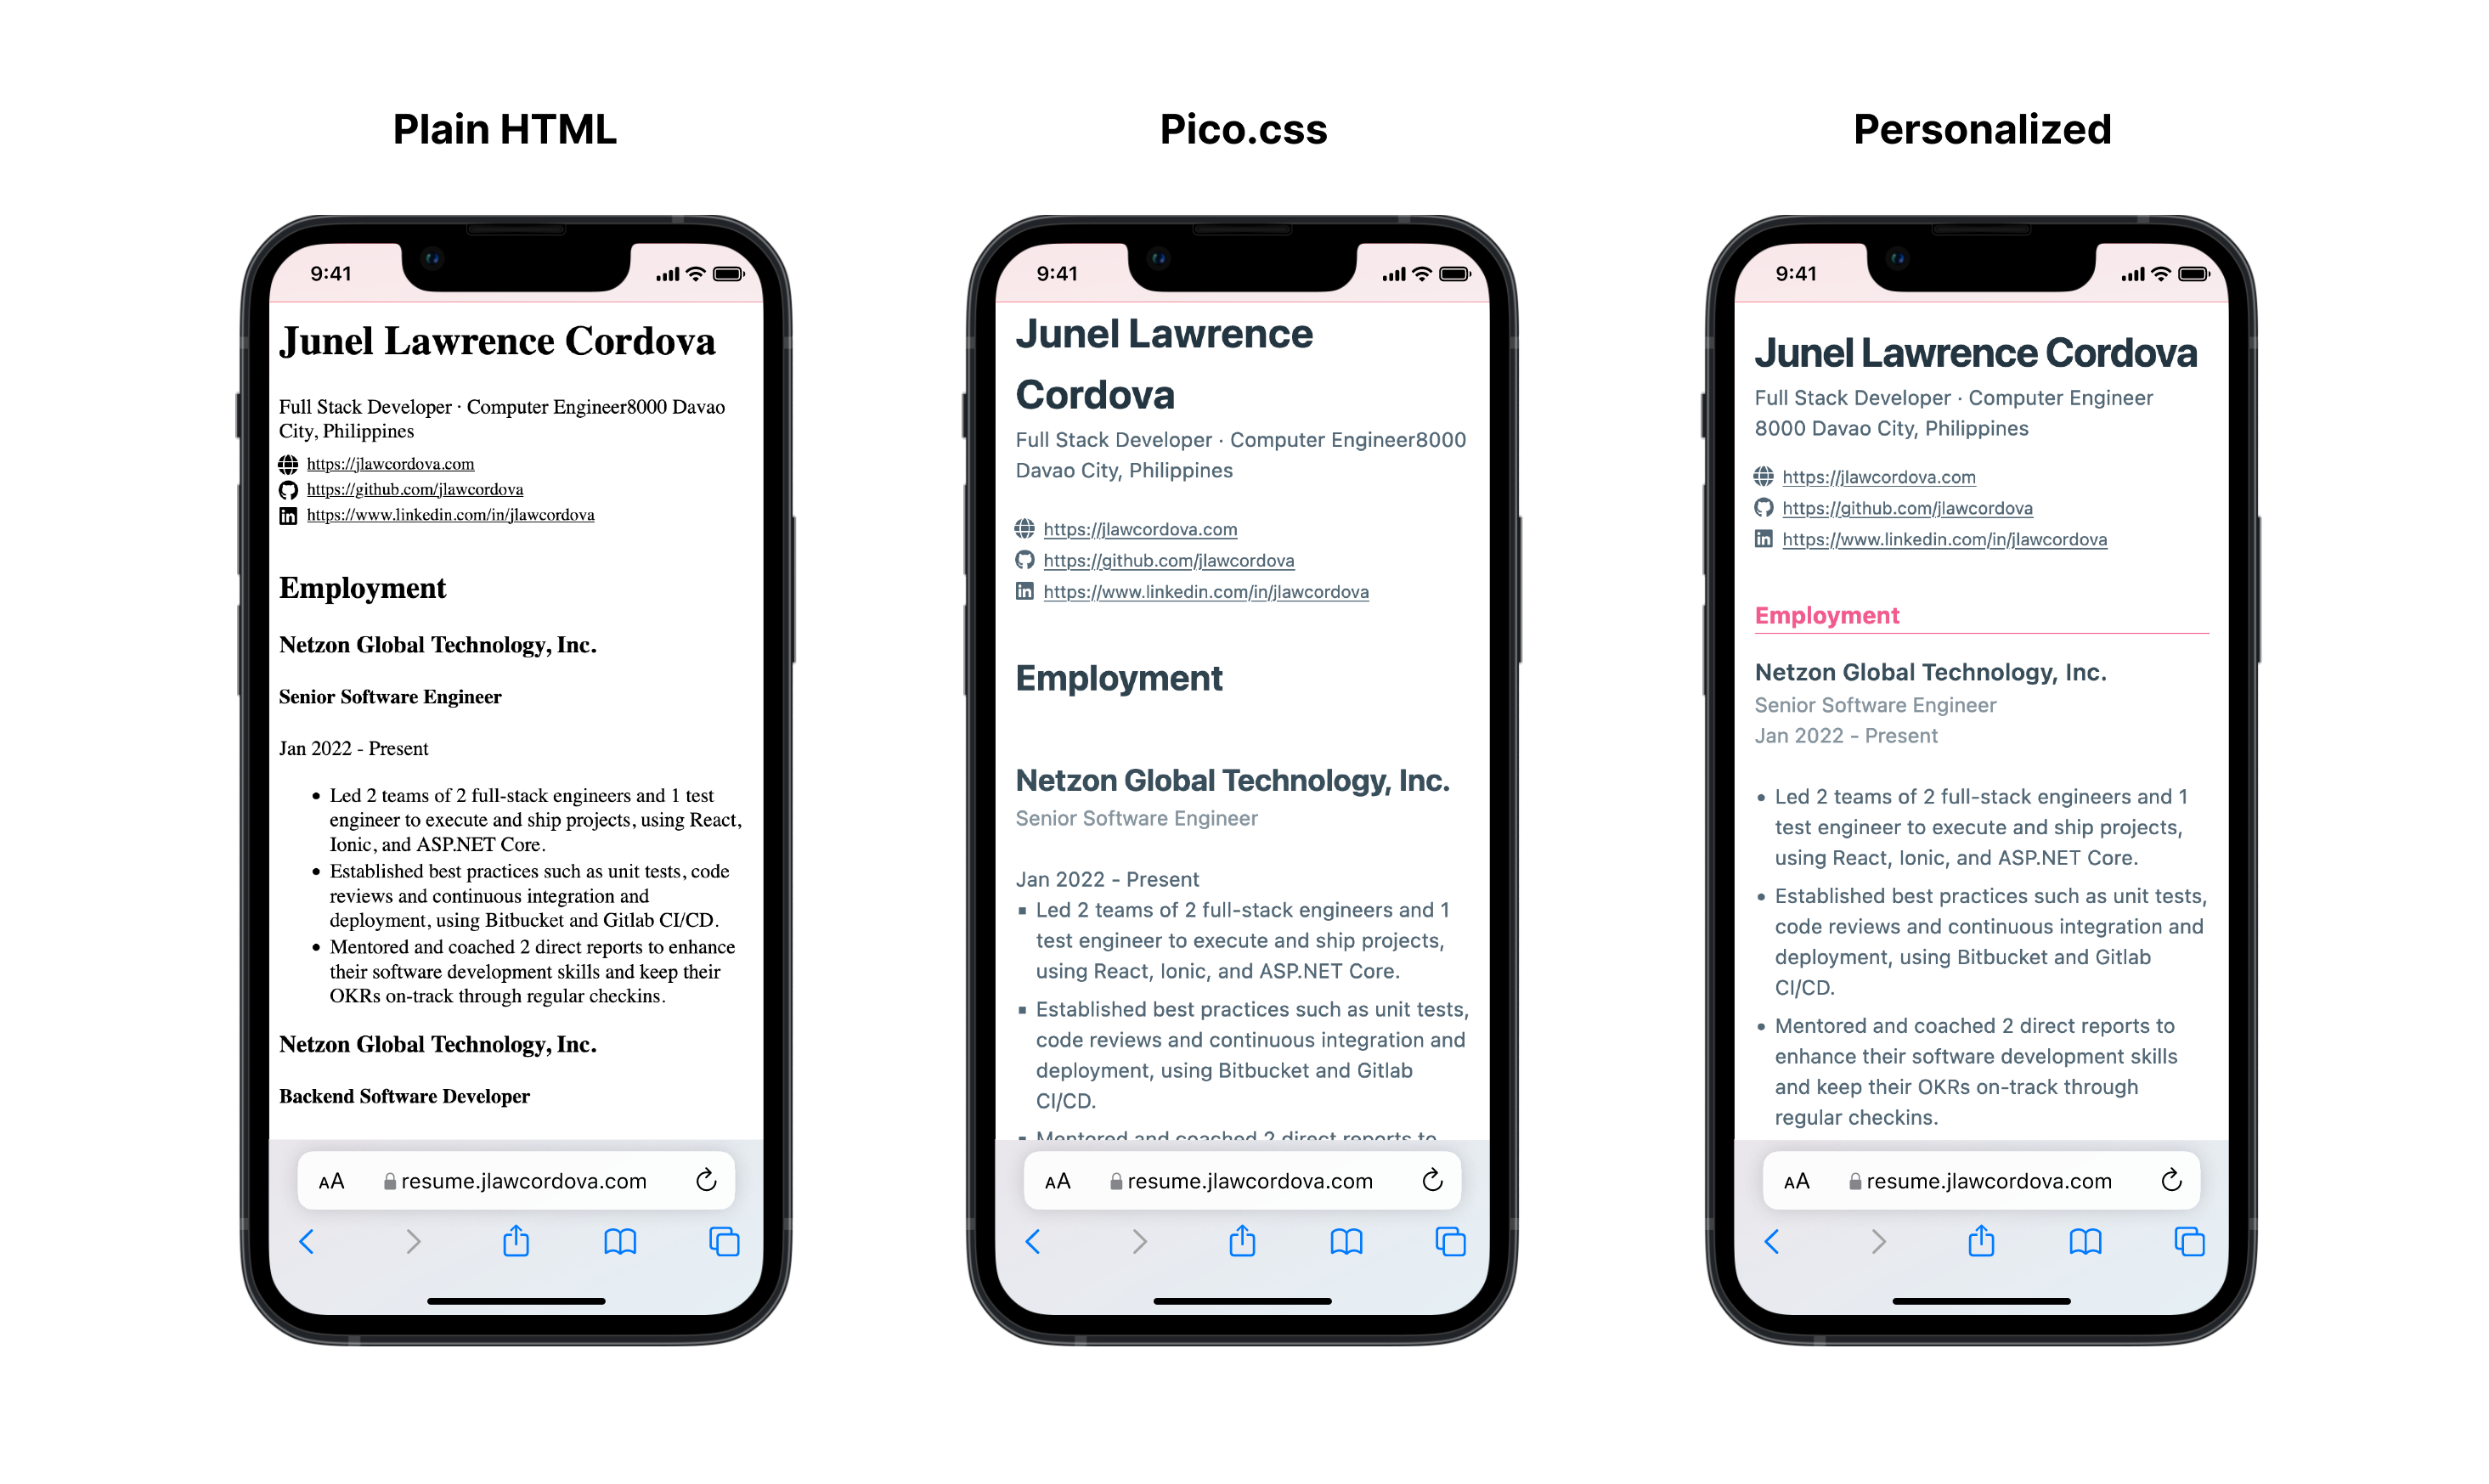 Plain HTML
9:41
Junel Lawrence Cordova
Full Stack Developer · Computer Engineer8000 Davao
City, Philippines
https://jlawcordova.com
https://github.com/jlawcordova
in https://www.linkedin.com/in/jlawcordova
Employment
Netzon Global Technology, Inc.
Senior Software Engineer
Jan 2022 - Present
• Led 2 teams of 2 full-stack engineers and 1 test
engineer to execute and ship projects, using React,
Ionic, and ASP.NET Core.
• Established best practices such as unit tests, code
reviews and continuous integration and
deployment, using Bitbucket and Gitlab CI/CD.
• Mentored and coached 2 direct reports to enhance
their software development skills and keep their
OKRs on-track through regular checkins.
Netzon Global Technology, Inc.
Backend Software Developer
AA resume.jlawcordova.com
Pico.css
9:41
Junel Lawrence
Cordova
Full Stack Developer · Computer Engineer8000
Davao City, Philippines
https://jlawcordova.com
https://github.com/jlawcordova
in https://www.linkedin.com/in/jlawcordova
Employment
Netzon Global Technology, Inc.
Senior Software Engineer
Jan 2022 - Present
▪ Led 2 teams of 2 full-stack engineers and 1
test engineer to execute and ship projects,
using React, Ionic, and ASP.NET Core.
▪ Established best practices such as unit tests,
code reviews and continuous integration and
deployment, using Bitbucket and Gitlab
CI/CD.
▪ Mentored and coached 2 direct reports to
AA resume.jlawcordova.com
Personalized
9:41
Junel Lawrence Cordova
Full Stack Developer · Computer Engineer
8000 Davao City, Philippines
https://jlawcordova.com
https://github.com/jlawcordova
in https://www.linkedin.com/in/jlawcordova
Employment
Netzon Global Technology, Inc.
Senior Software Engineer
Jan 2022 - Present
• Led 2 teams of 2 full-stack engineers and 1
test engineer to execute and ship projects,
using React, Ionic, and ASP.NET Core.
• Established best practices such as unit tests,
code reviews and continuous integration and
deployment, using Bitbucket and Gitlab
CI/CD.
• Mentored and coached 2 direct reports to
enhance their software development skills
and keep their OKRs on-track through
regular checkins.
AA resume.jlawcordova.com